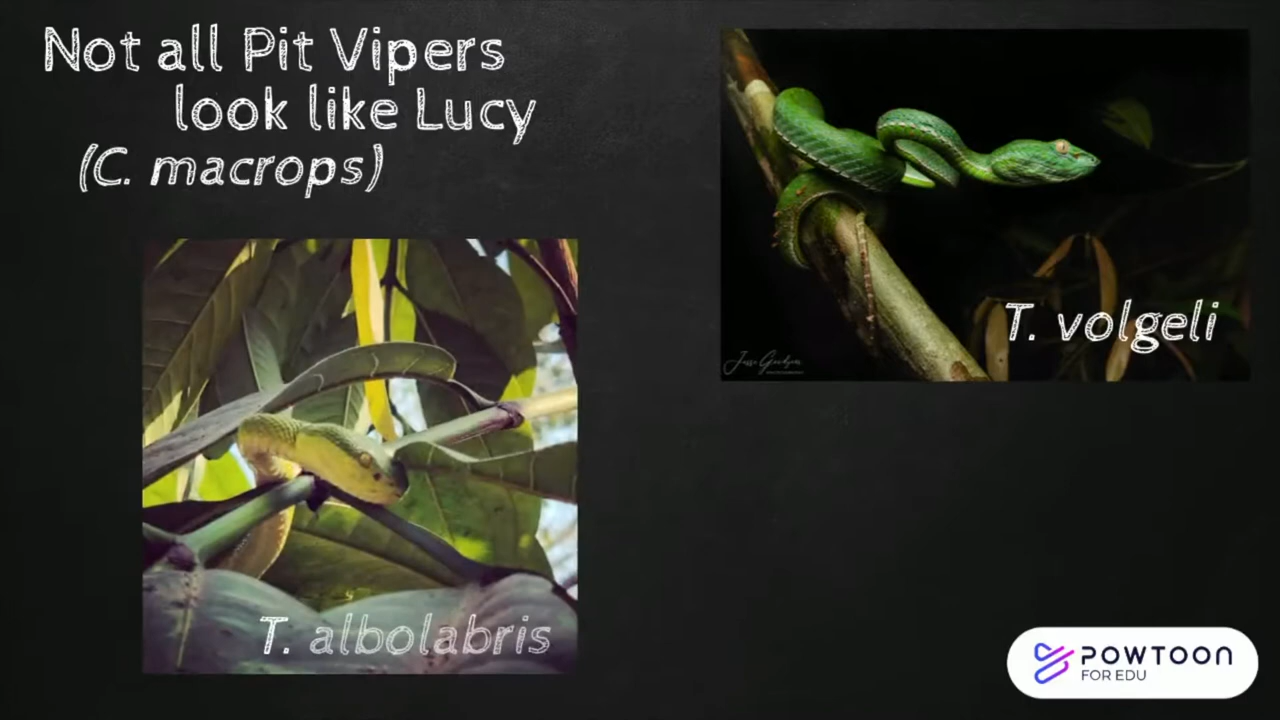 Not all Pit Vipers
look like Lucy
(C. macrops)
T. volgeli
T. albolabris
POWTOON
FOR EDU